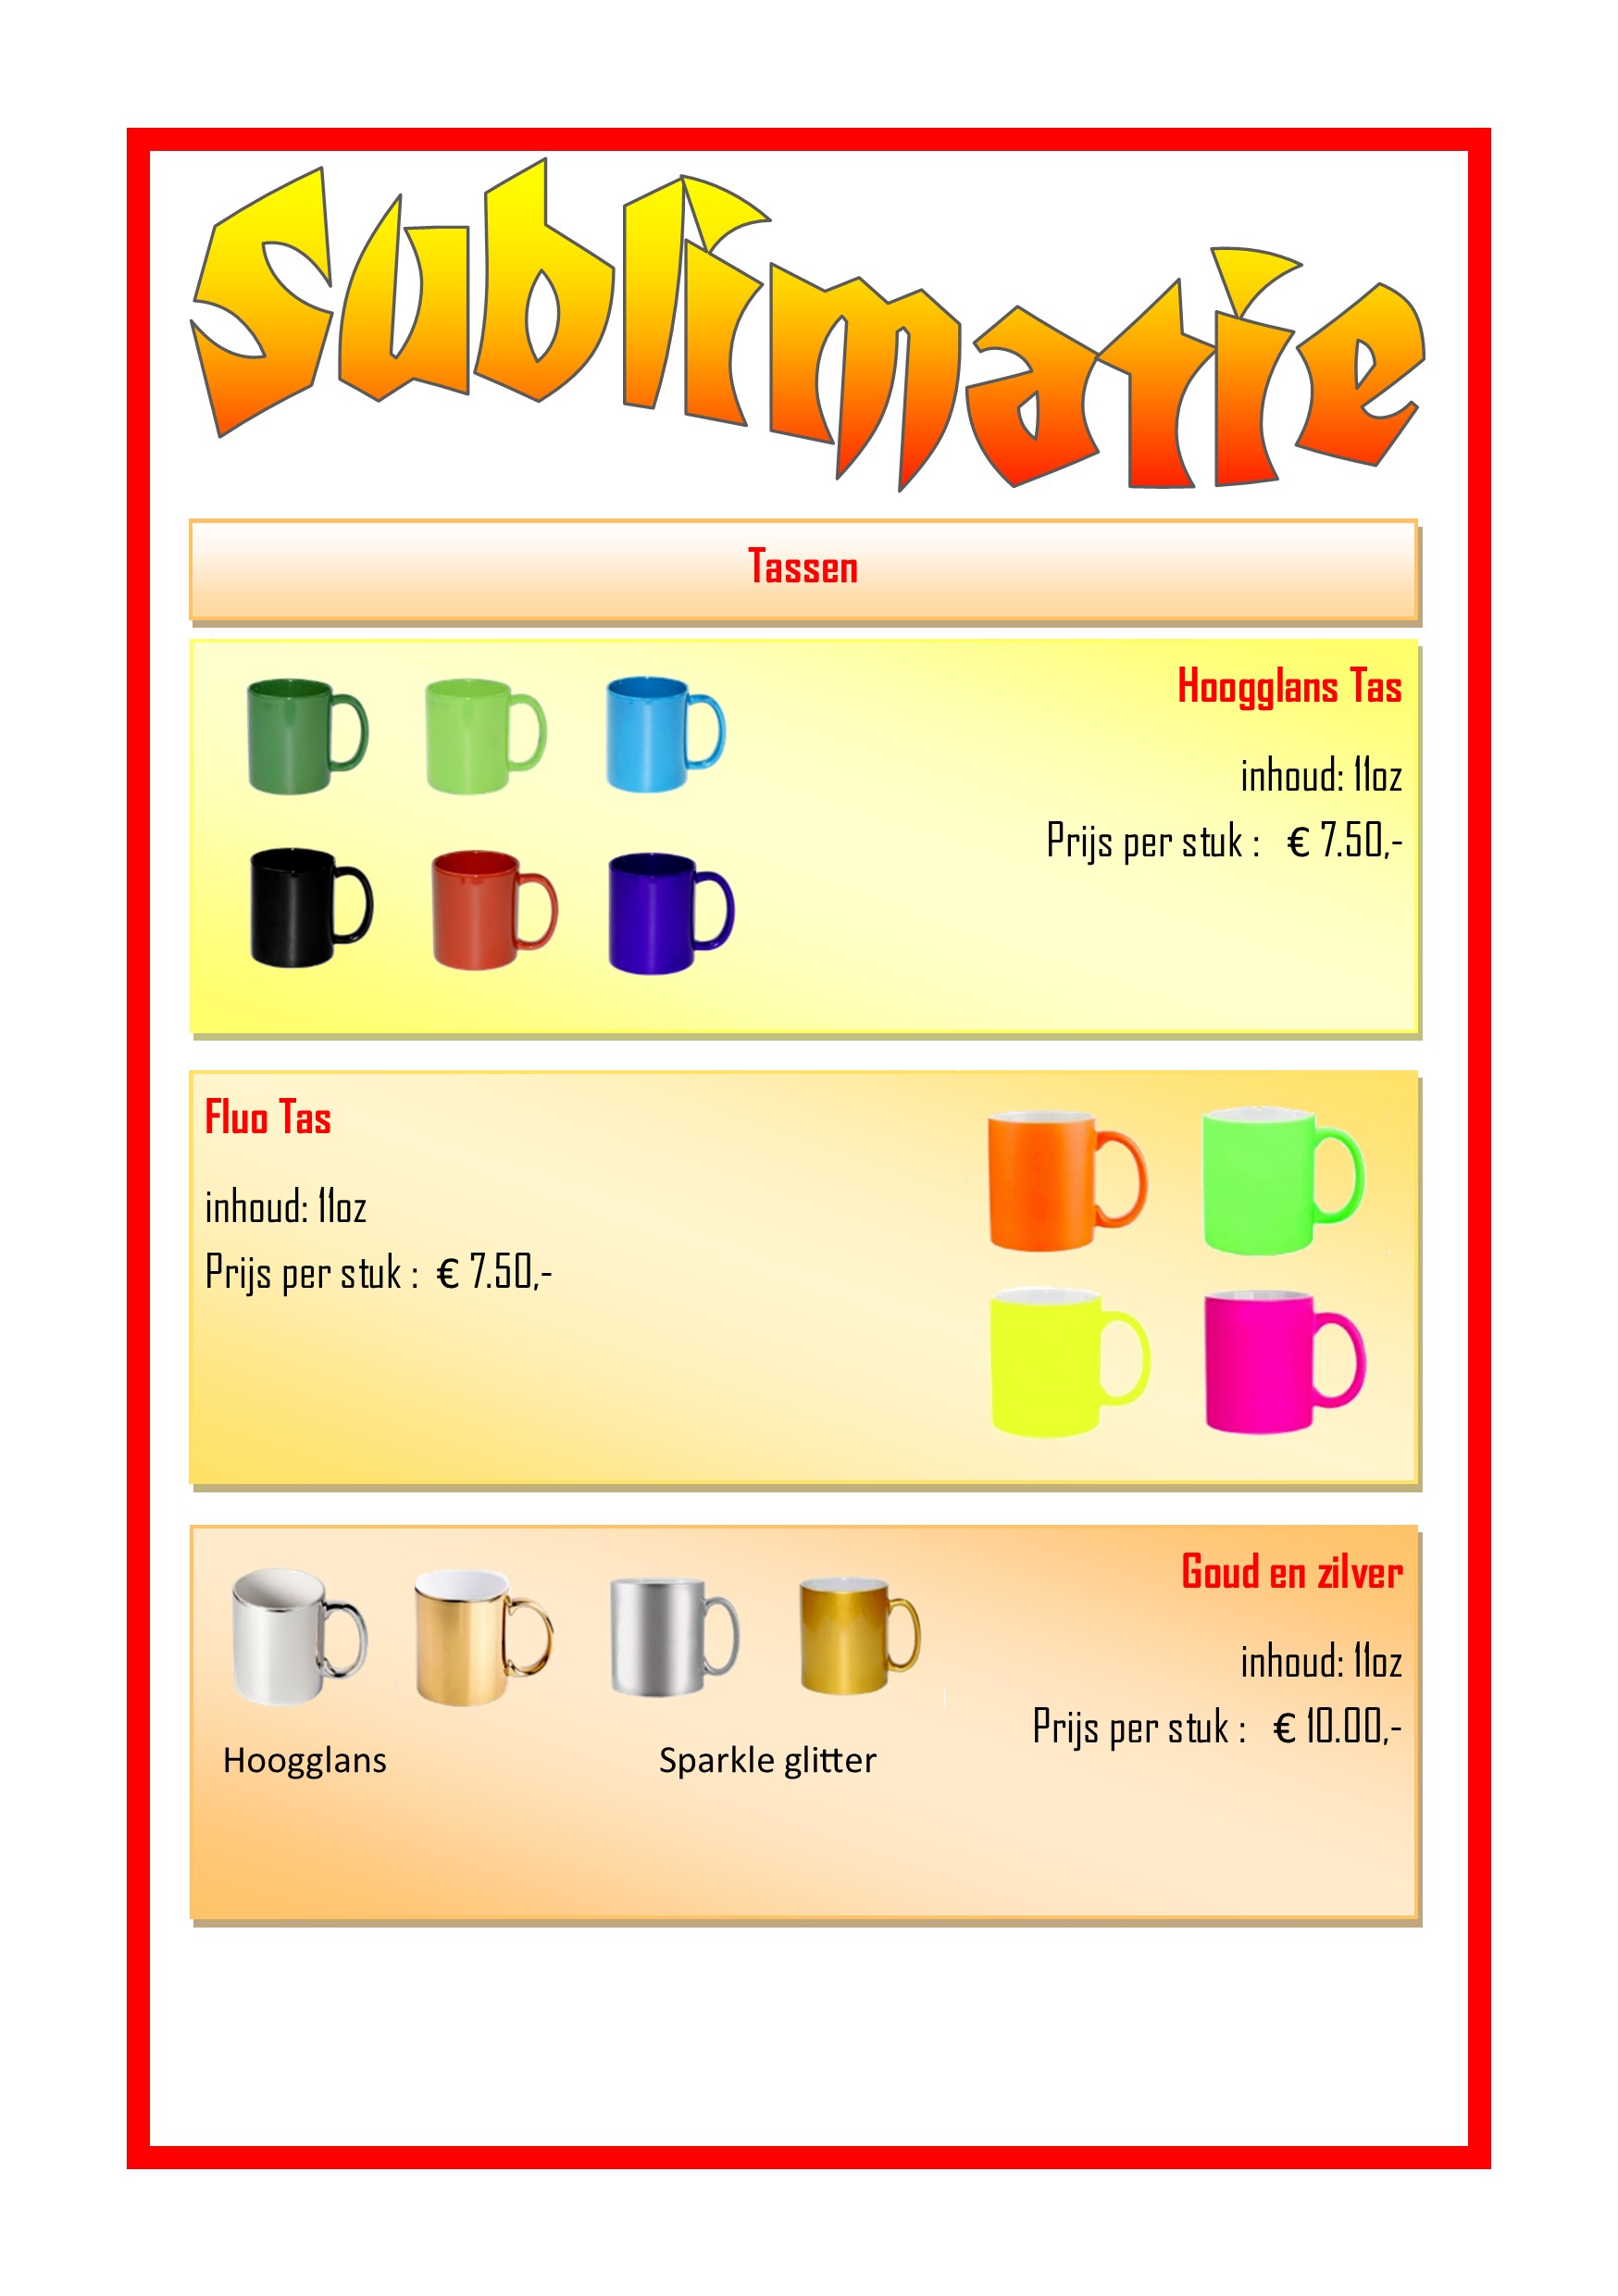 Sublimatie
Tassen
Hoogglans Tas
inhoud: 11oz
Prijs per stuk : € 7.50,-
Fluo Tas
inhoud: 11oz
Prijs per stuk : € 7.50,-
Goud en zilver
inhoud: 11oz
Prijs per stuk : € 10.00,-
Hoogglans
Sparkle glitter